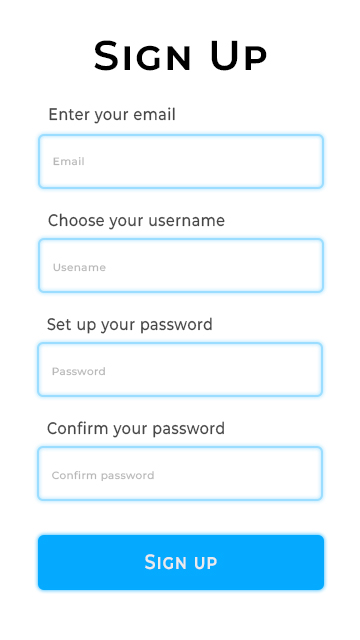 Sign Up
Enter your email
Email
Choose your username
Usename
Set up your password
Password
Confirm your password
Confirm password
Sign up